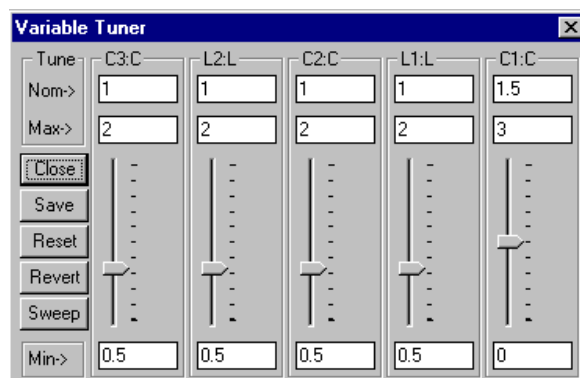 Variable Tuner
Tune C3:C L2:L C2:C L1:L C1:C
Nom-> 1 1 1 1 1.5
Max-> 2 2 2 2 3
Close
Save
Reset
Revert
Sweep
Min-> 0.5 0.5 0.5 0.5 0